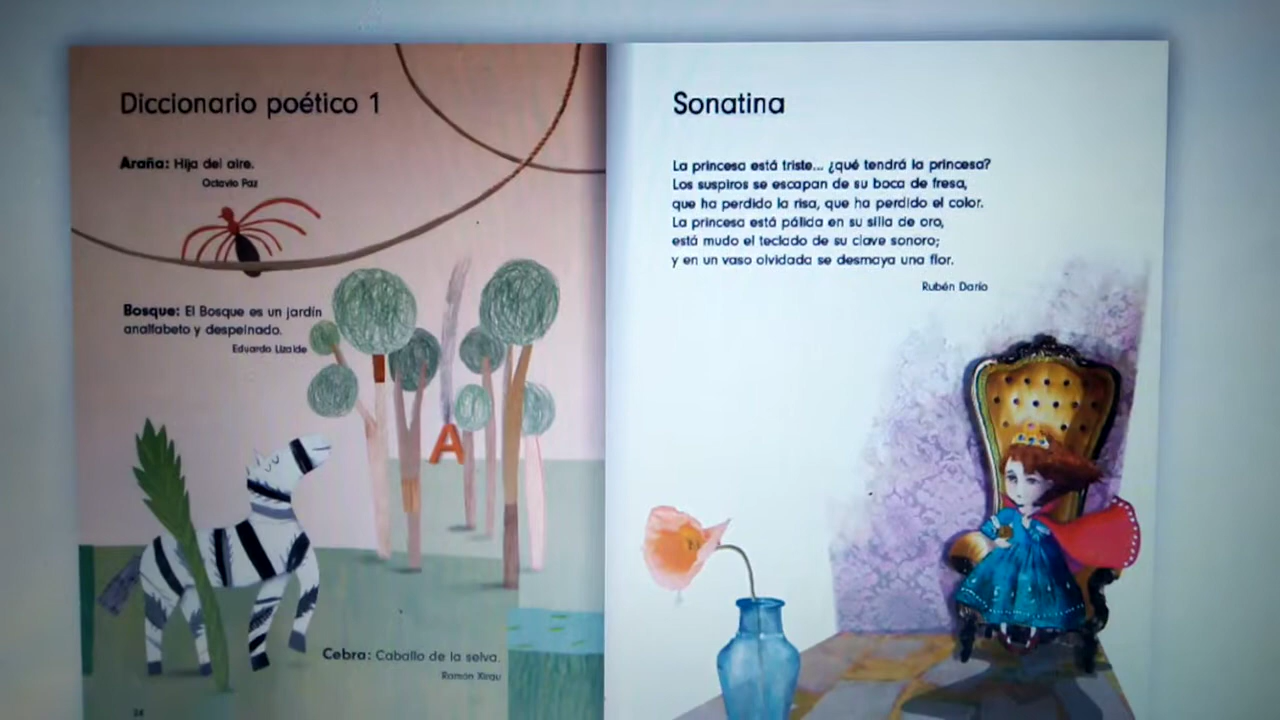 Diccionario poético 1
Araña: Hija del aire.
Octavio Paz
Bosque: El Bosque es un jardín
analfabeto y despeinado.
Eduardo Lizalde
A
Cebra: Caballo de la selva.
Ramón Xirau
24
Sonatina
La princesa está triste... ¿qué tendrá la princesa?
Los suspiros se escapan de su boca de fresa,
que ha perdido la risa, que ha perdido el color.
La princesa está pálida en su silla de oro,
está mudo el teclado de su clave sonoro;
y en un vaso olvidada se desmaya una flor.
Rubén Darío